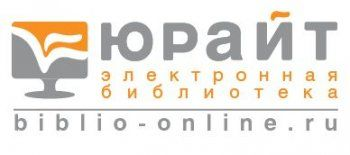 юрайт
электронная
библиотека
biblio-online.ru